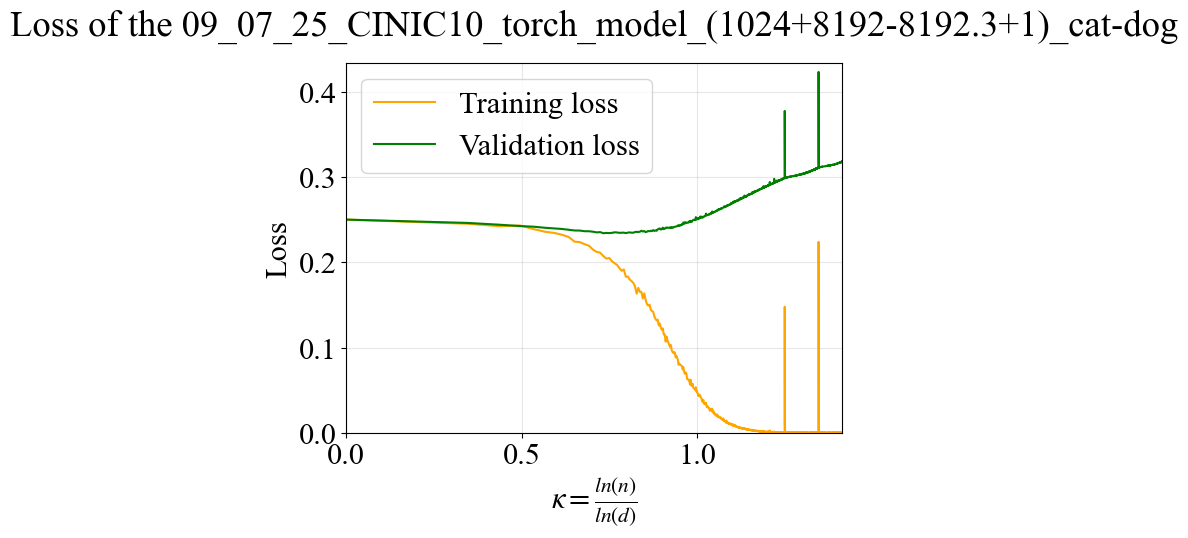 Loss of the 09_07_25_CINIC10_torch_model_(1024+8192-8192.3+1)_cat-dog
Training loss
Validation loss
Loss
0.4
0.3
0.2
0.1
0.0
0.0 0.5 1.0
κ = ln(n) / ln(d)